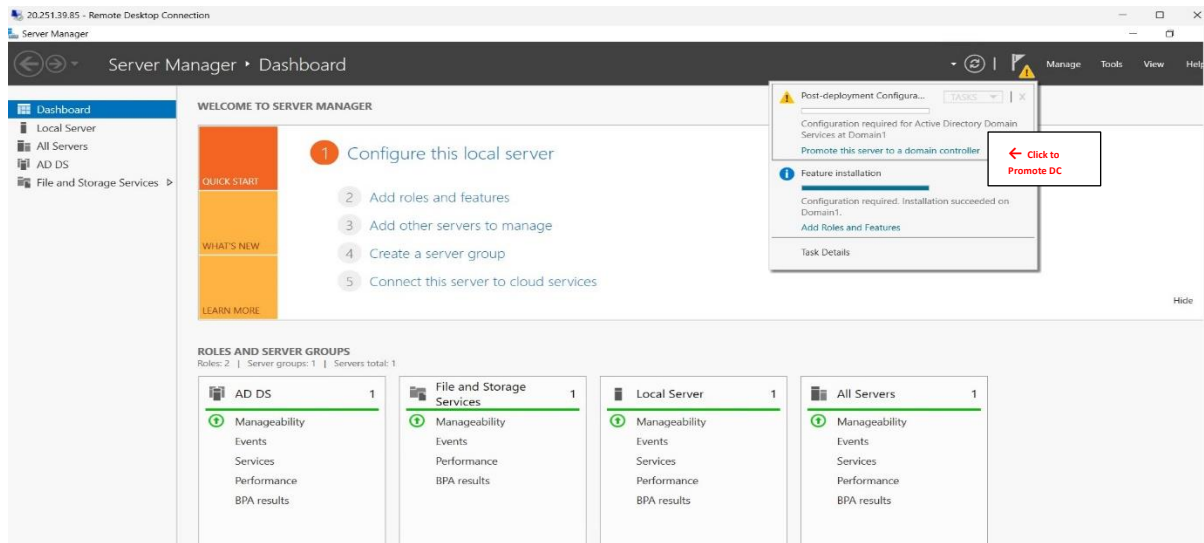 20.251.39.85 - Remote Desktop Connection
Server Manager
Server Manager • Dashboard
Manage Tools View Help
Dashboard
Local Server
All Servers
AD DS
File and Storage Services
WELCOME TO SERVER MANAGER
QUICK START
WHAT'S NEW
LEARN MORE
1 Configure this local server
2 Add roles and features
3 Add other servers to manage
4 Create a server group
5 Connect this server to cloud services
Hide
Post-deployment Configura... TASKS X
Configuration required for Active Directory Domain
Services at Domain1
Promote this server to a domain controller
Feature installation
Configuration required. Installation succeeded on
Domain1.
Add Roles and Features
Task Details
← Click to
Promote DC
ROLES AND SERVER GROUPS
Roles: 2 | Server groups: 1 | Servers total: 1
AD DS 1
Manageability
Events
Services
Performance
BPA results
File and Storage
Services 1
Manageability
Events
Performance
BPA results
Local Server 1
Manageability
Events
Services
Performance
BPA results
All Servers 1
Manageability
Events
Services
Performance
BPA results